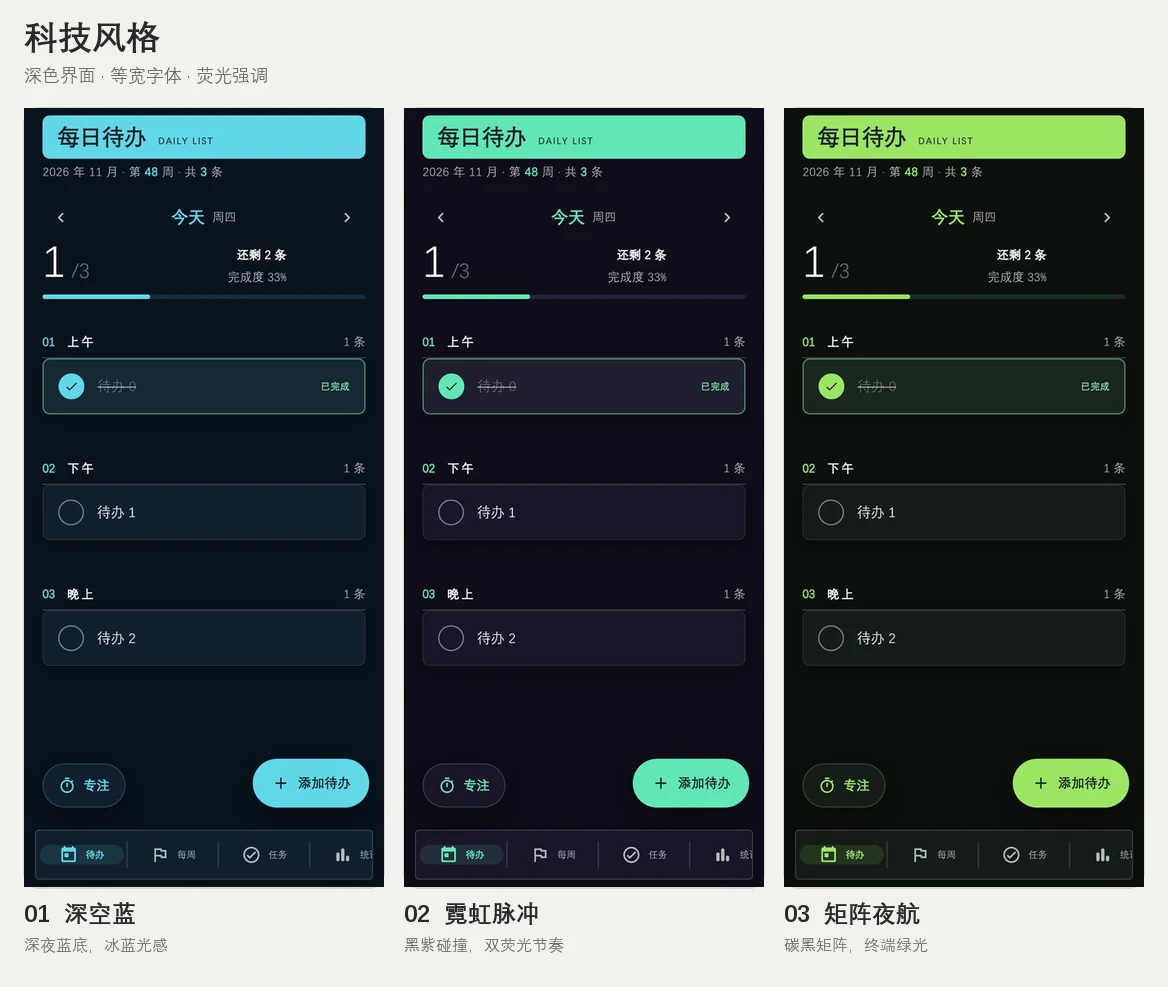 科技风格
深色界面 · 等宽字体 · 荧光强调
每日待办 DAILY LIST
2026 年 11 月 · 第 48 周 · 共 3 条
今天 周四
1 /3
还剩 2 条
完成度 33%
01 上午 1 条
待办 0 已完成
02 下午 1 条
待办 1
03 晚上 1 条
待办 2
专注 添加待办
待办 每周 任务 统
01 深空蓝
深夜蓝底，冰蓝光感
每日待办 DAILY LIST
2026 年 11 月 · 第 48 周 · 共 3 条
今天 周四
1 /3
还剩 2 条
完成度 33%
01 上午 1 条
待办 0 已完成
02 下午 1 条
待办 1
03 晚上 1 条
待办 2
专注 添加待办
待办 每周 任务 统
02 霓虹脉冲
黑紫碰撞，双荧光节奏
每日待办 DAILY LIST
2026 年 11 月 · 第 48 周 · 共 3 条
今天 周四
1 /3
还剩 2 条
完成度 33%
01 上午 1 条
待办 0 已完成
02 下午 1 条
待办 1
03 晚上 1 条
待办 2
专注 添加待办
待办 每周 任务 统
03 矩阵夜航
碳黑矩阵，终端绿光